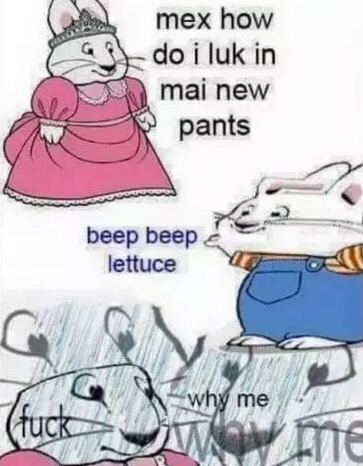 mex how
do i luk in
mai new
pants
beep beep
lettuce
why me
fuck
why me